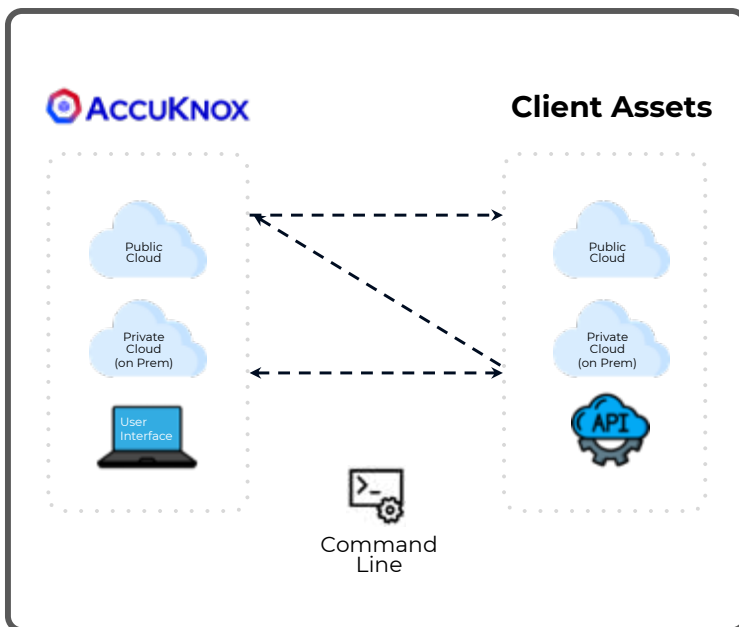 ACCUKNOX
Client Assets
Public
Cloud
Private
Cloud
(on Prem)
User
Interface
Public
Cloud
Private
Cloud
(on Prem)
API
>_
Command
Line